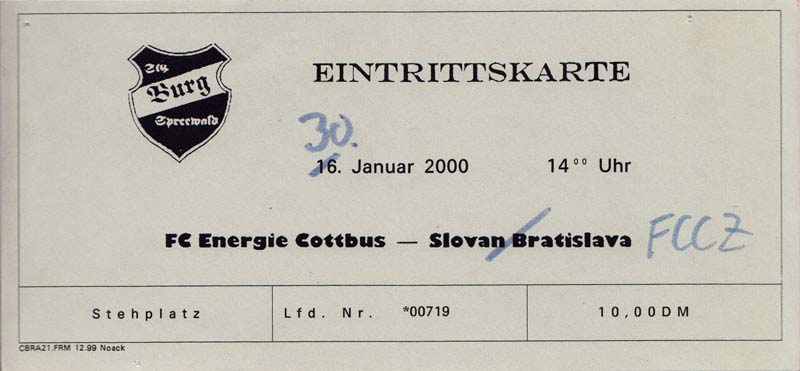 SG
Burg
Spreewald
EINTRITTSKARTE
30.
16. Januar 2000 14⁰⁰ Uhr
FC Energie Cottbus — Slovan Bratislava FCCZ
Stehplatz Lfd. Nr. *00719 10,00DM
CBRA21.FRM 12.99 Noack